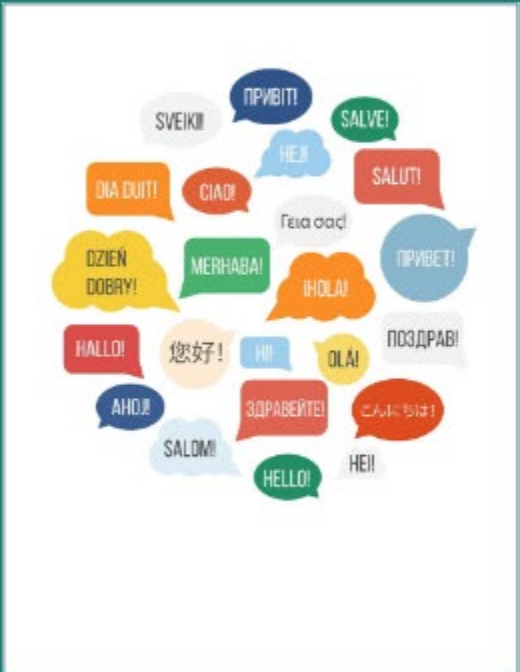 ПРИВІТ!
SVEIKI!
SALVE!
HEJ!
SALUT!
DIA DUIT!
CIAO!
Γεια σας!
ПРИВЕТ!
DZIEŃ
DOBRY!
MERHABA!
¡HOLA!
ПОЗДРАВ!
HALLO!
您好!
HI!
OLÁ!
AHOJ!
ЗДРАВЕЙТЕ!
こんにちは!
SALOM!
HEI!
HELLO!